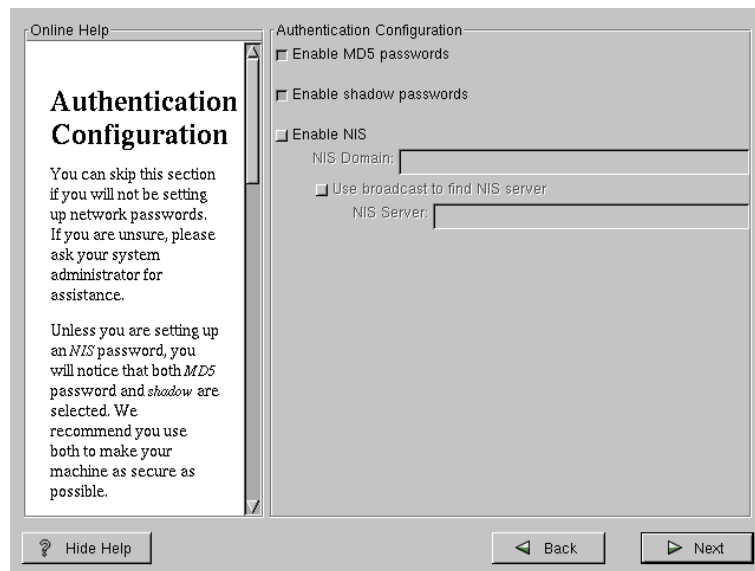 Online Help
Authentication
Configuration
You can skip this section
if you will not be setting
up network passwords.
If you are unsure, please
ask your system
administrator for
assistance.
Unless you are setting up
an NIS password, you
will notice that both MD5
password and shadow are
selected. We
recommend you use
both to make your
machine as secure as
possible.
Authentication Configuration
Enable MD5 passwords
Enable shadow passwords
Enable NIS
NIS Domain:
Use broadcast to find NIS server
NIS Server:
Hide Help
Back
Next